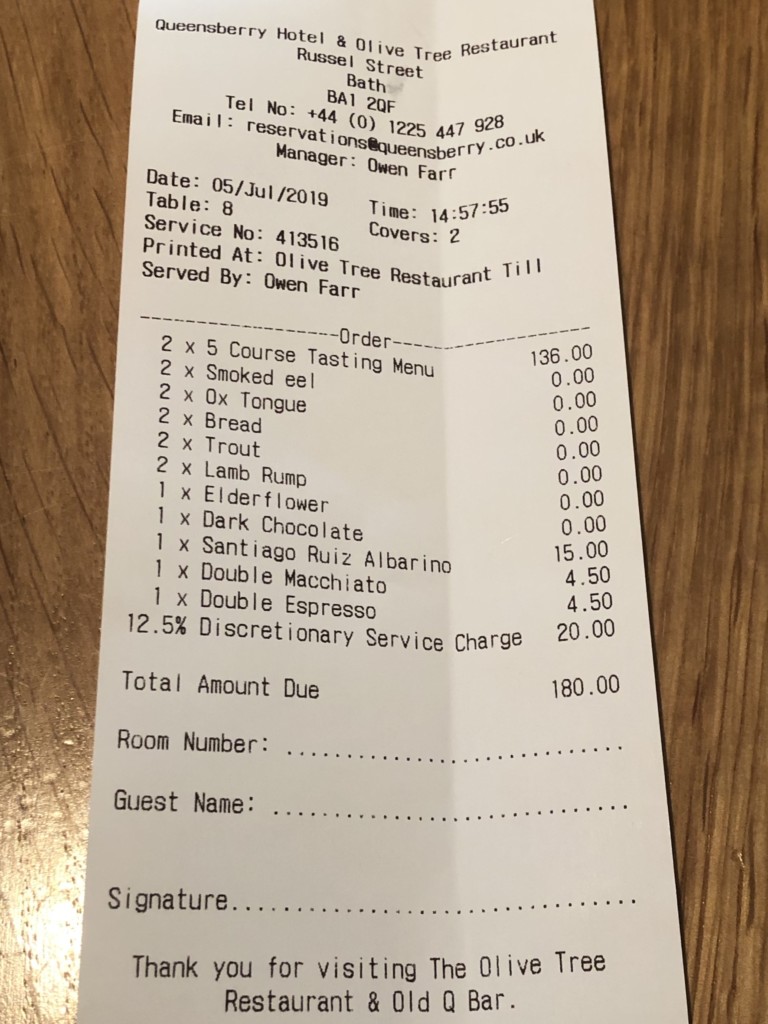 Queensberry Hotel & Olive Tree Restaurant
Russel Street
Bath
BA1 2QF
Tel No: +44 (0) 1225 447 928
Email: reservations@queensberry.co.uk
Manager: Owen Farr
Date: 05/Jul/2019 Time: 14:57:55
Table: 8 Covers: 2
Service No: 413516
Printed At: Olive Tree Restaurant Till
Served By: Owen Farr
--------------------Order--------------------
2 x 5 Course Tasting Menu 136.00
2 x Smoked eel 0.00
2 x Ox Tongue 0.00
2 x Bread 0.00
2 x Trout 0.00
2 x Lamb Rump 0.00
1 x Elderflower 0.00
1 x Dark Chocolate 0.00
1 x Santiago Ruiz Albarino 15.00
1 x Double Macchiato 4.50
1 x Double Espresso 4.50
12.5% Discretionary Service Charge 20.00
Total Amount Due 180.00
Room Number: .............................
Guest Name: ..............................
Signature..................................
Thank you for visiting The Olive Tree
Restaurant & Old Q Bar.